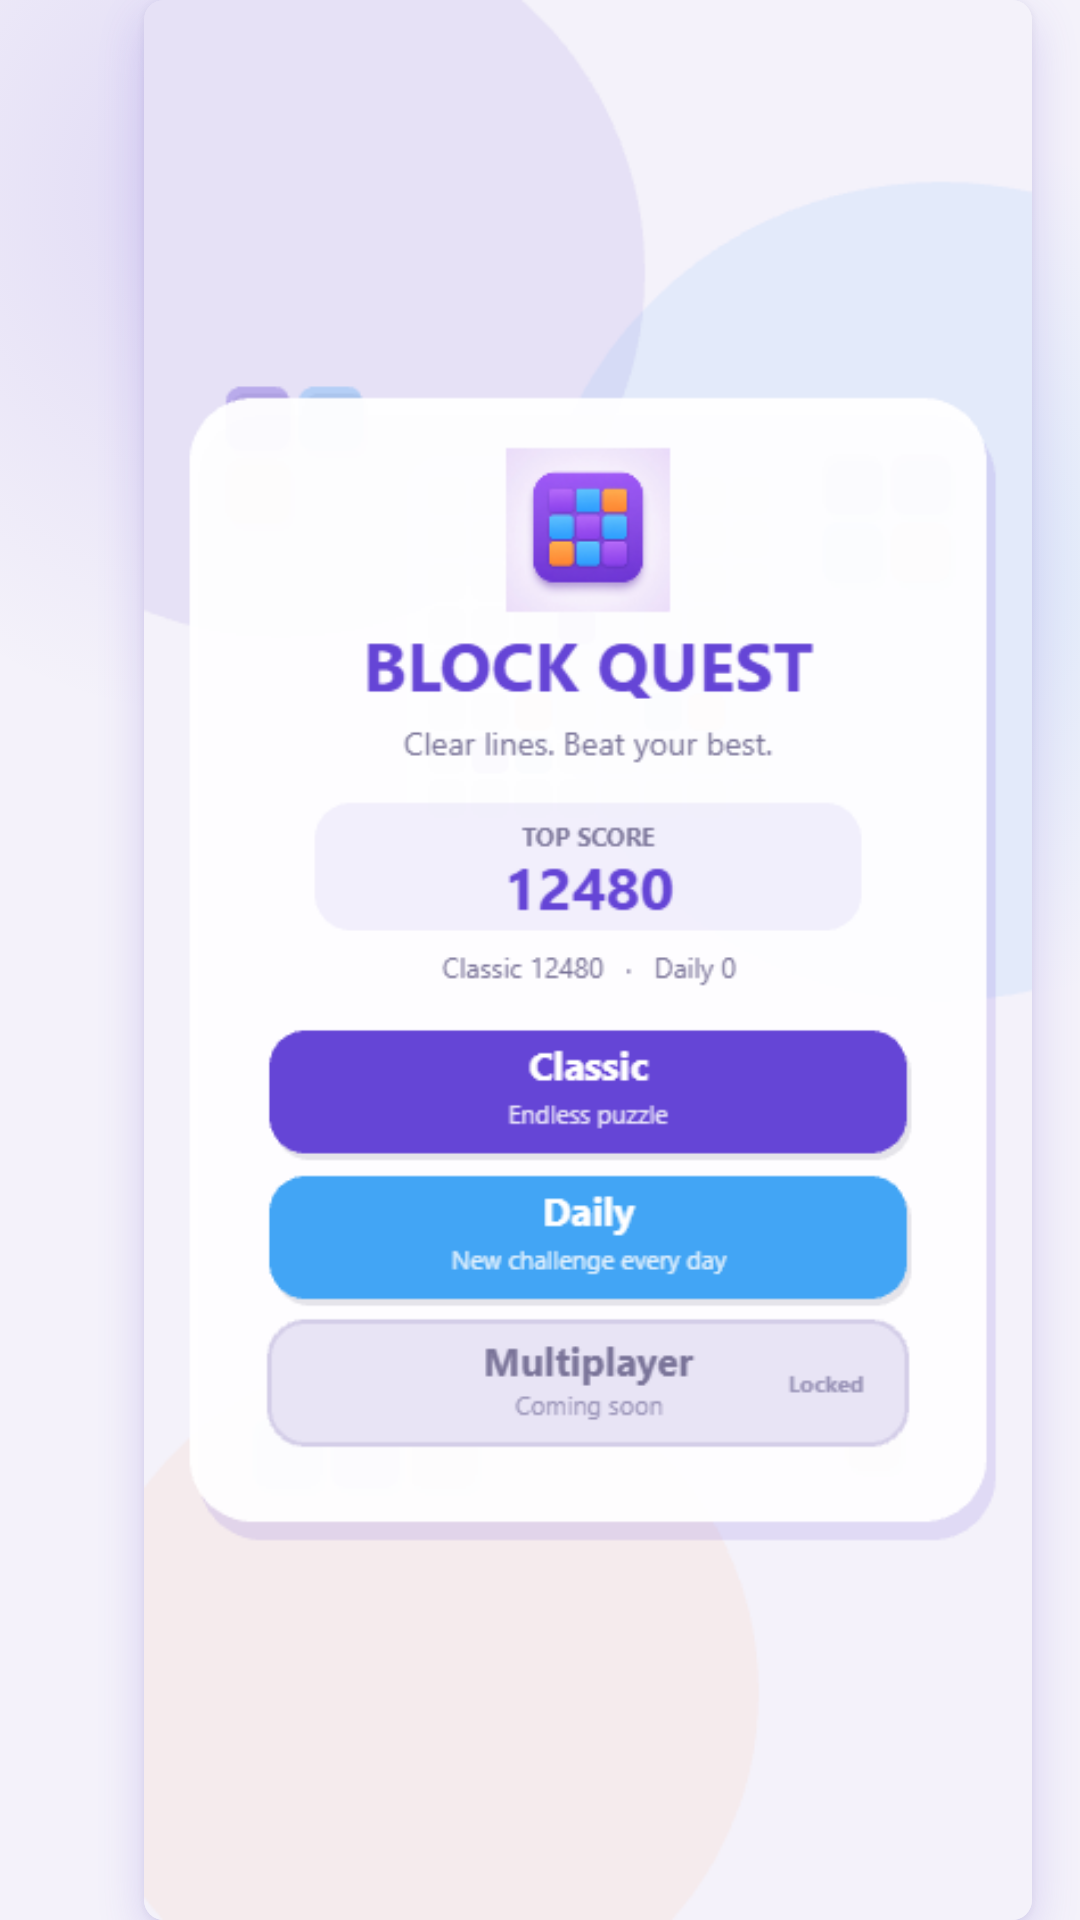 BLOCK QUEST
Clear lines. Beat your best.
TOP SCORE
12480
Classic 12480 · Daily 0
Classic
Endless puzzle
Daily
New challenge every day
Multiplayer
Coming soon
Locked